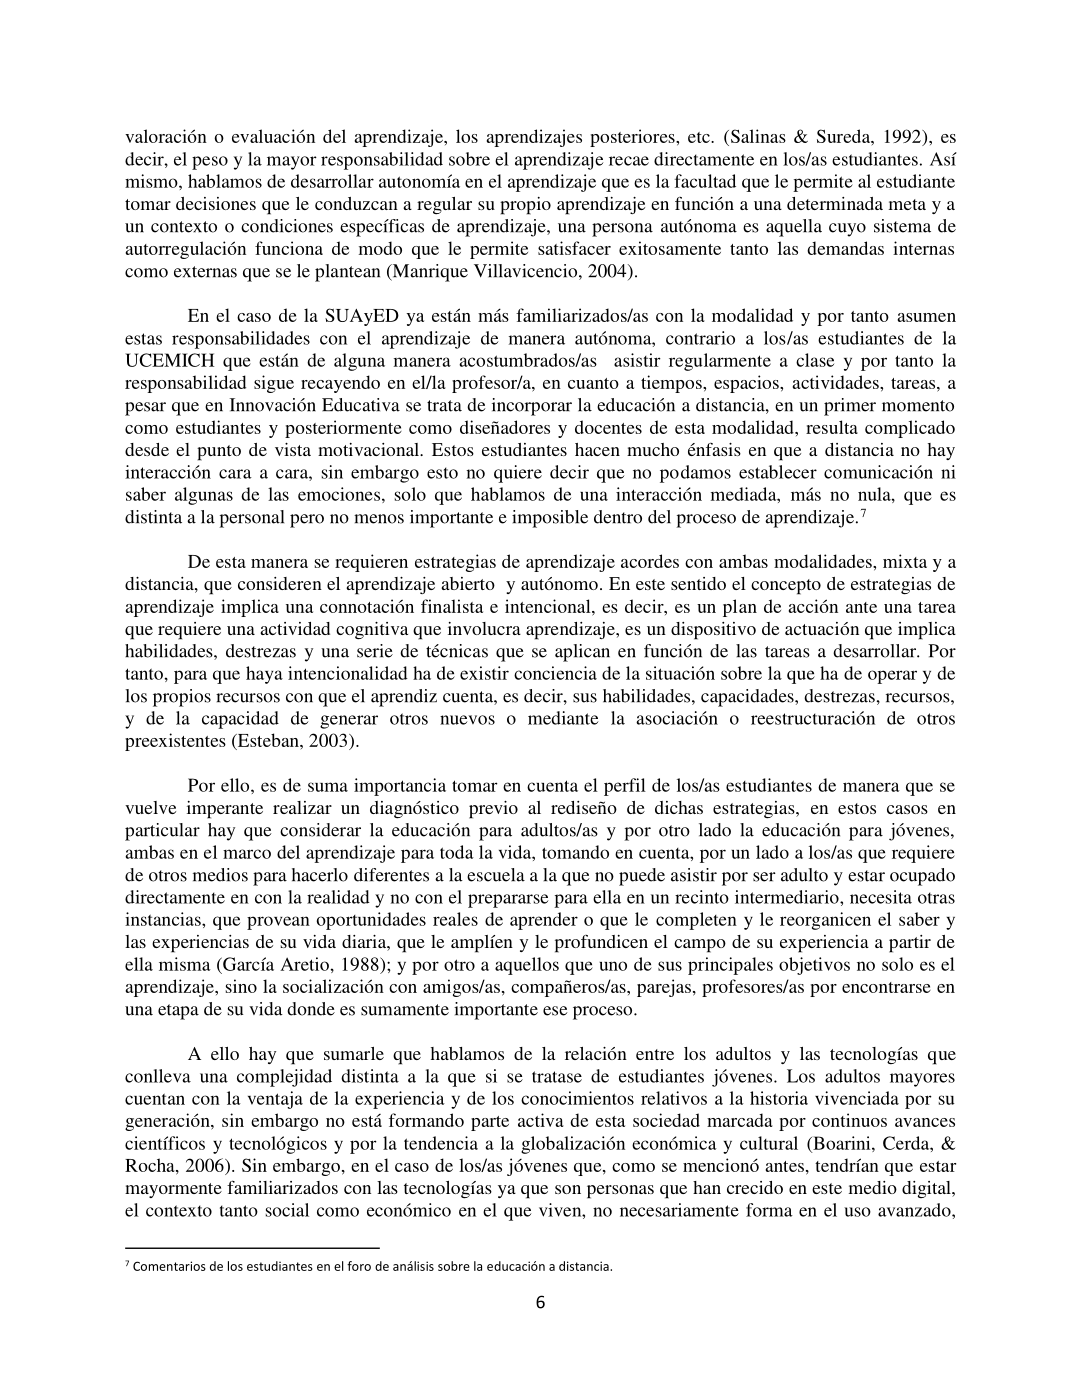 valoración o evaluación del aprendizaje, los aprendizajes posteriores, etc. (Salinas & Sureda, 1992), es
decir, el peso y la mayor responsabilidad sobre el aprendizaje recae directamente en los/as estudiantes. Así
mismo, hablamos de desarrollar autonomía en el aprendizaje que es la facultad que le permite al estudiante
tomar decisiones que le conduzcan a regular su propio aprendizaje en función a una determinada meta y a
un contexto o condiciones específicas de aprendizaje, una persona autónoma es aquella cuyo sistema de
autorregulación funciona de modo que le permite satisfacer exitosamente tanto las demandas internas
como externas que se le plantean (Manrique Villavicencio, 2004).
En el caso de la SUAyED ya están más familiarizados/as con la modalidad y por tanto asumen
estas responsabilidades con el aprendizaje de manera autónoma, contrario a los/as estudiantes de la
UCEMICH que están de alguna manera acostumbrados/as  asistir regularmente a clase y por tanto la
responsabilidad sigue recayendo en el/la profesor/a, en cuanto a tiempos, espacios, actividades, tareas, a
pesar que en Innovación Educativa se trata de incorporar la educación a distancia, en un primer momento
como estudiantes y posteriormente como diseñadores y docentes de esta modalidad, resulta complicado
desde el punto de vista motivacional. Estos estudiantes hacen mucho énfasis en que a distancia no hay
interacción cara a cara, sin embargo esto no quiere decir que no podamos establecer comunicación ni
saber algunas de las emociones, solo que hablamos de una interacción mediada, más no nula, que es
distinta a la personal pero no menos importante e imposible dentro del proceso de aprendizaje.7
De esta manera se requieren estrategias de aprendizaje acordes con ambas modalidades, mixta y a
distancia, que consideren el aprendizaje abierto  y autónomo. En este sentido el concepto de estrategias de
aprendizaje implica una connotación finalista e intencional, es decir, es un plan de acción ante una tarea
que requiere una actividad cognitiva que involucra aprendizaje, es un dispositivo de actuación que implica
habilidades, destrezas y una serie de técnicas que se aplican en función de las tareas a desarrollar. Por
tanto, para que haya intencionalidad ha de existir conciencia de la situación sobre la que ha de operar y de
los propios recursos con que el aprendiz cuenta, es decir, sus habilidades, capacidades, destrezas, recursos,
y de la capacidad de generar otros nuevos o mediante la asociación o reestructuración de otros
preexistentes (Esteban, 2003).
Por ello, es de suma importancia tomar en cuenta el perfil de los/as estudiantes de manera que se
vuelve imperante realizar un diagnóstico previo al rediseño de dichas estrategias, en estos casos en
particular hay que considerar la educación para adultos/as y por otro lado la educación para jóvenes,
ambas en el marco del aprendizaje para toda la vida, tomando en cuenta, por un lado a los/as que requiere
de otros medios para hacerlo diferentes a la escuela a la que no puede asistir por ser adulto y estar ocupado
directamente en con la realidad y no con el prepararse para ella en un recinto intermediario, necesita otras
instancias, que provean oportunidades reales de aprender o que le completen y le reorganicen el saber y
las experiencias de su vida diaria, que le amplíen y le profundicen el campo de su experiencia a partir de
ella misma (García Aretio, 1988); y por otro a aquellos que uno de sus principales objetivos no solo es el
aprendizaje, sino la socialización con amigos/as, compañeros/as, parejas, profesores/as por encontrarse en
una etapa de su vida donde es sumamente importante ese proceso.
A ello hay que sumarle que hablamos de la relación entre los adultos y las tecnologías que
conlleva una complejidad distinta a la que si se tratase de estudiantes jóvenes. Los adultos mayores
cuentan con la ventaja de la experiencia y de los conocimientos relativos a la historia vivenciada por su
generación, sin embargo no está formando parte activa de esta sociedad marcada por continuos avances
científicos y tecnológicos y por la tendencia a la globalización económica y cultural (Boarini, Cerda, &
Rocha, 2006). Sin embargo, en el caso de los/as jóvenes que, como se mencionó antes, tendrían que estar
mayormente familiarizados con las tecnologías ya que son personas que han crecido en este medio digital,
el contexto tanto social como económico en el que viven, no necesariamente forma en el uso avanzado,
7 Comentarios de los estudiantes en el foro de análisis sobre la educación a distancia.
6